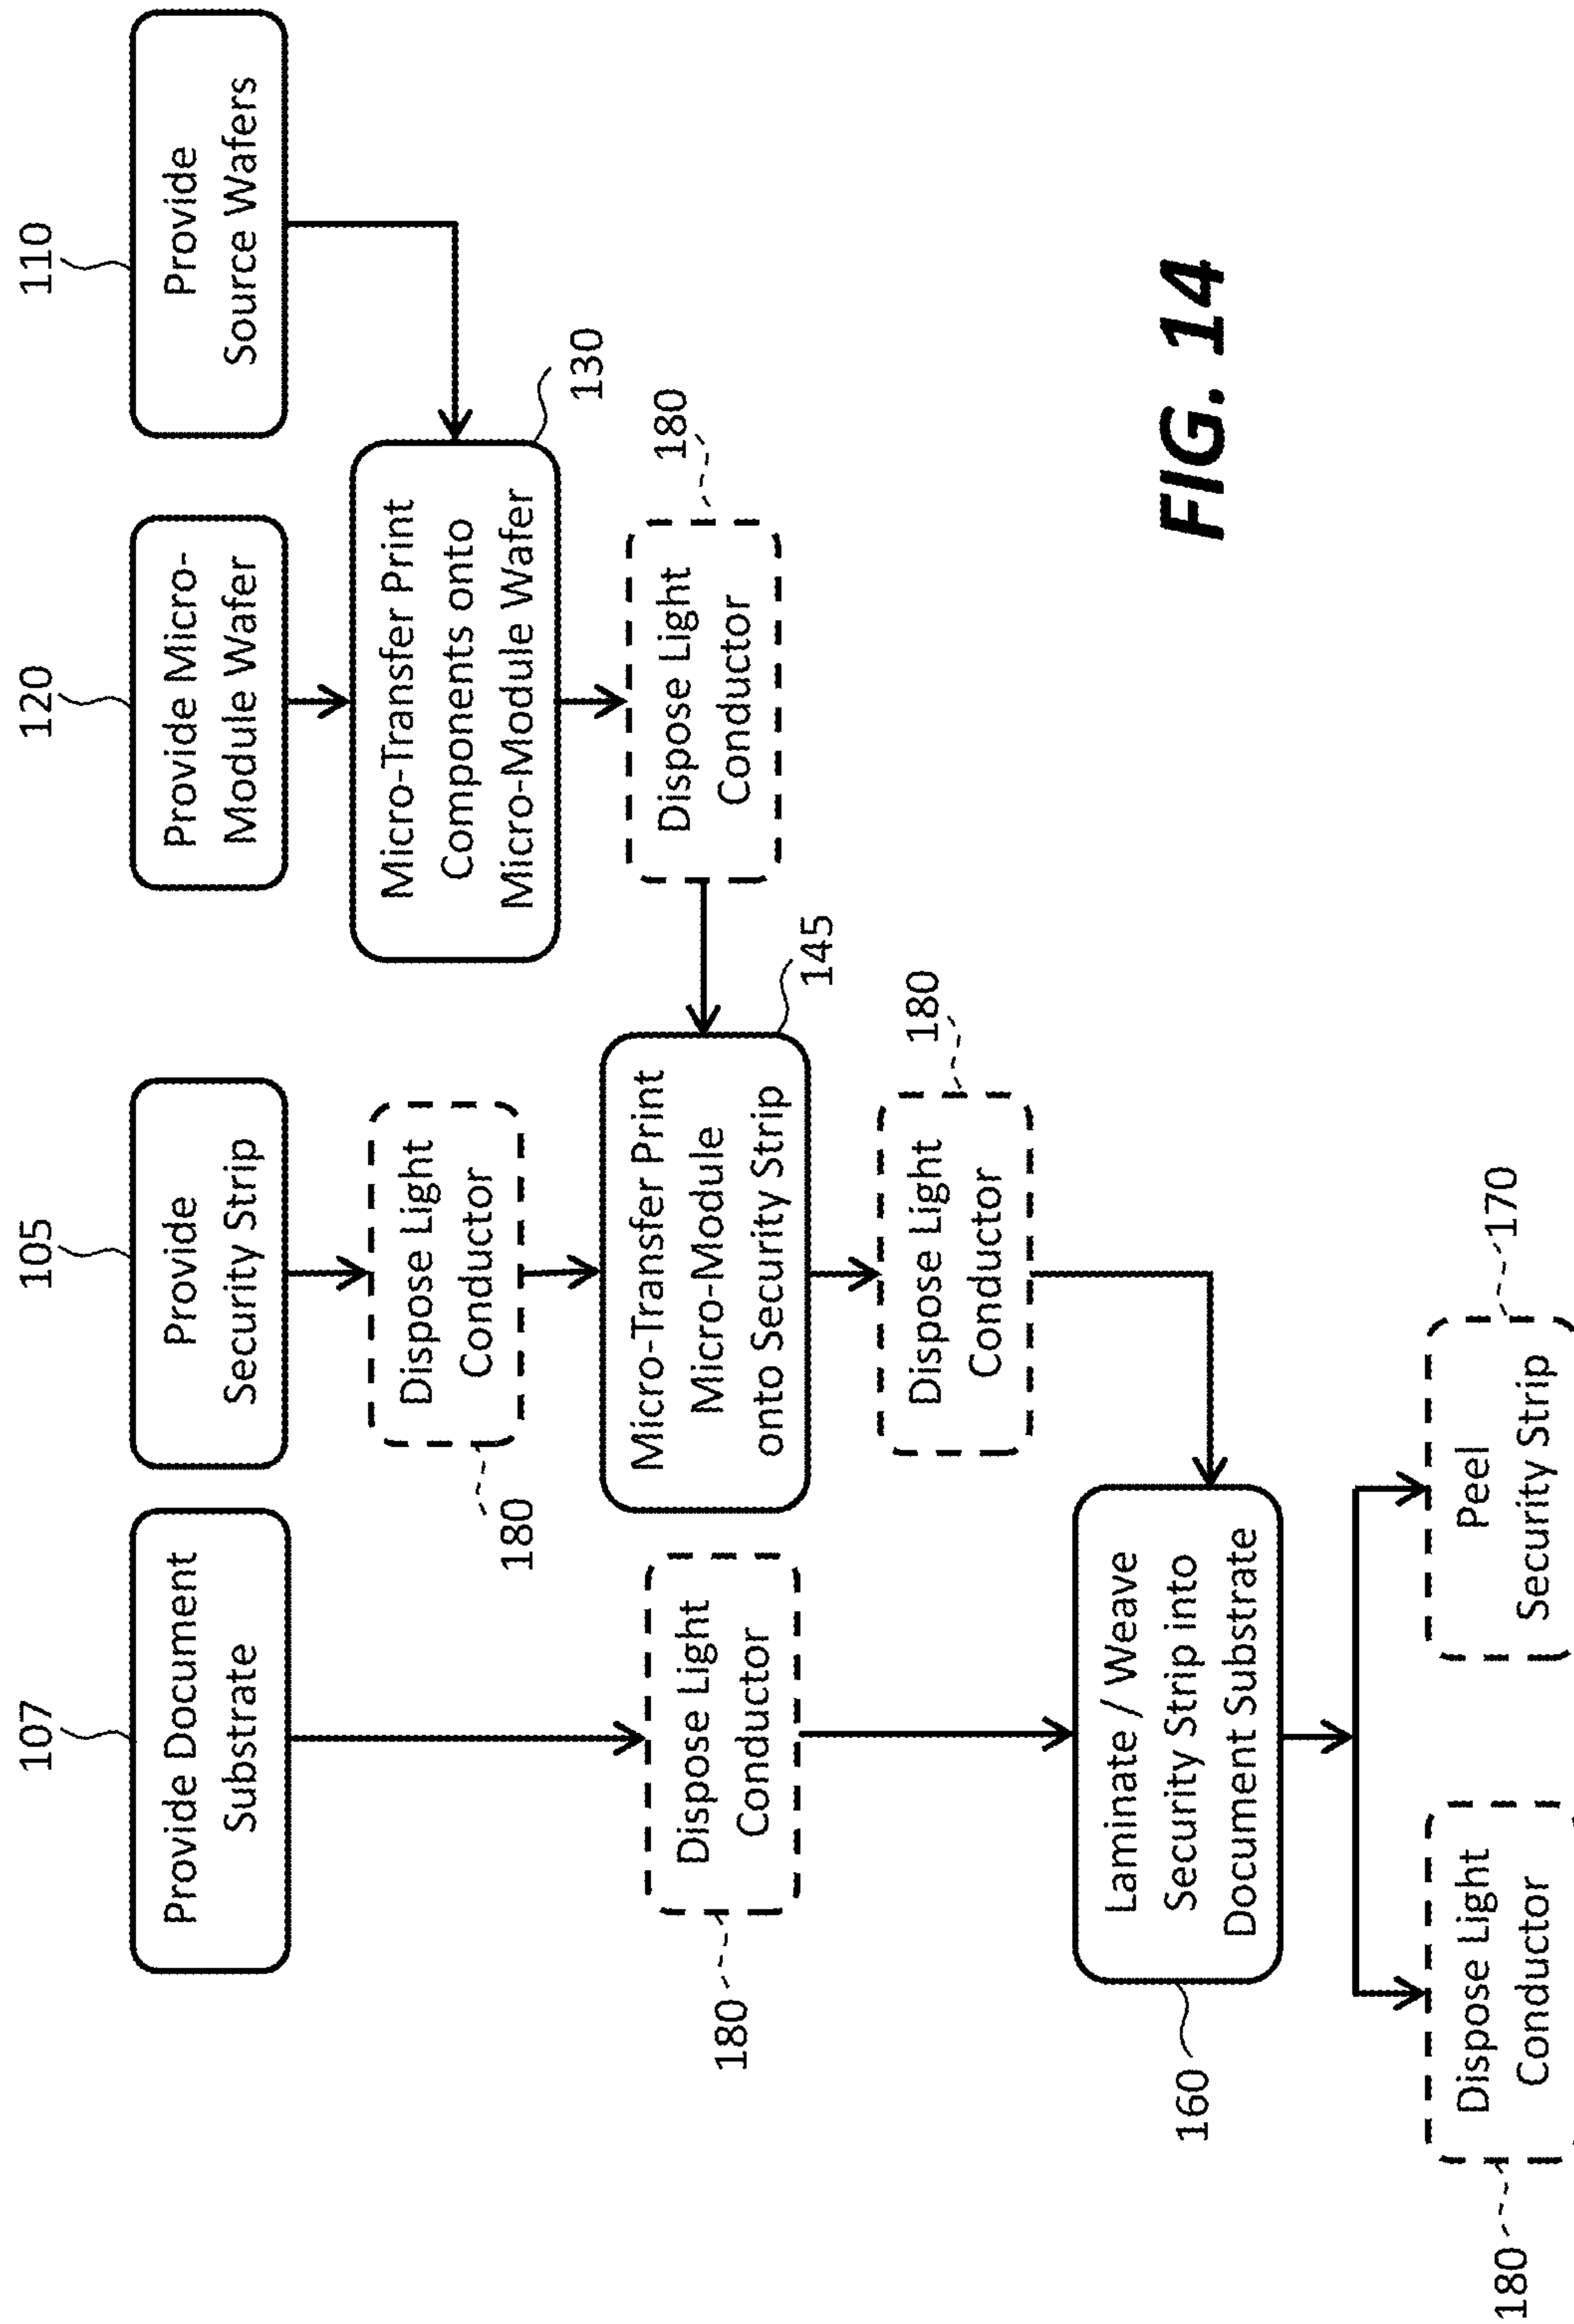 107
105
120
110
Provide Document
Substrate
Provide
Security Strip
Provide Micro-
Module Wafer
Provide
Source Wafers
180
Dispose Light
Conductor
Micro-Transfer Print
Components onto
Micro-Module Wafer
130
180
Dispose Light
Conductor
Micro-Transfer Print
Micro-Module
onto Security Strip
145
Dispose Light
Conductor
180
Dispose Light
Conductor
180
160
Laminate / Weave
Security Strip into
Document Substrate
180
Dispose Light
Conductor
Peel
Security Strip
170
FIG. 14